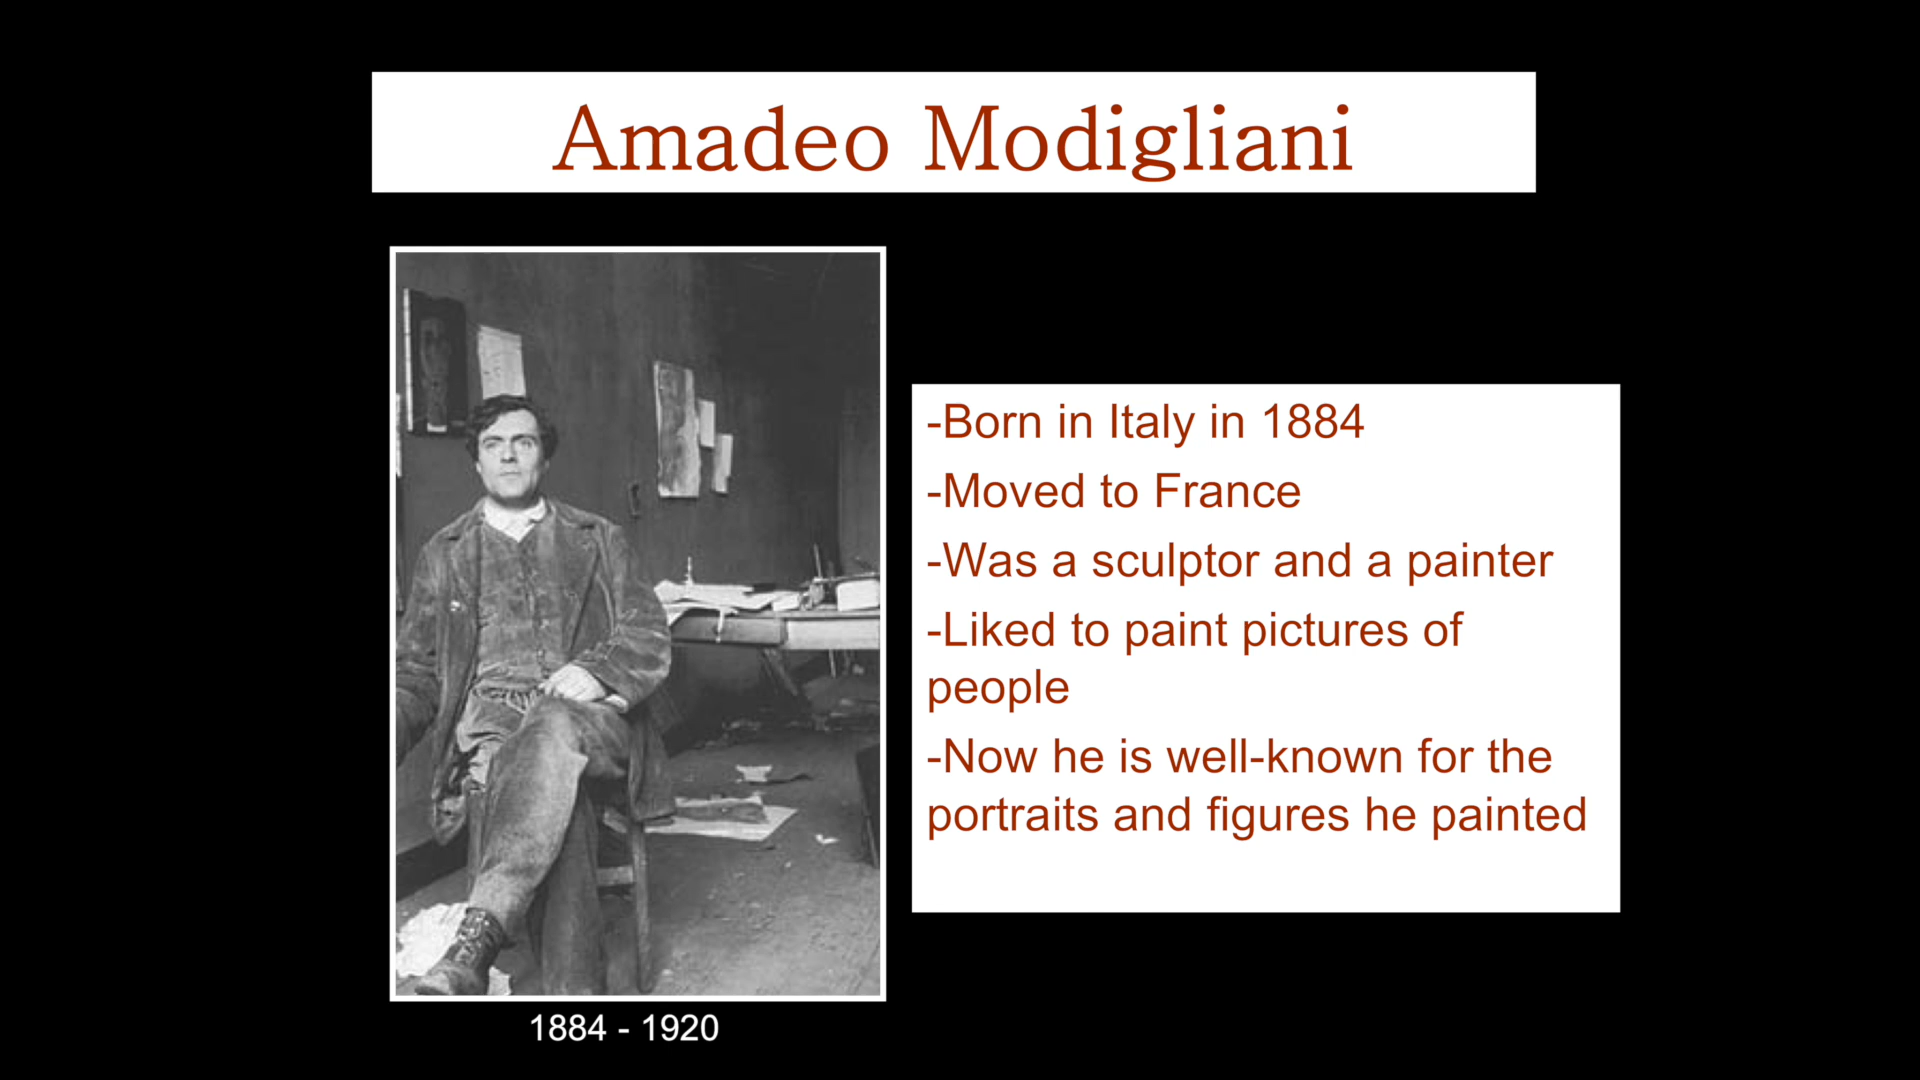 Amadeo Modigliani
-Born in Italy in 1884
-Moved to France
-Was a sculptor and a painter
-Liked to paint pictures of
people
-Now he is well-known for the
portraits and figures he painted
1884 - 1920